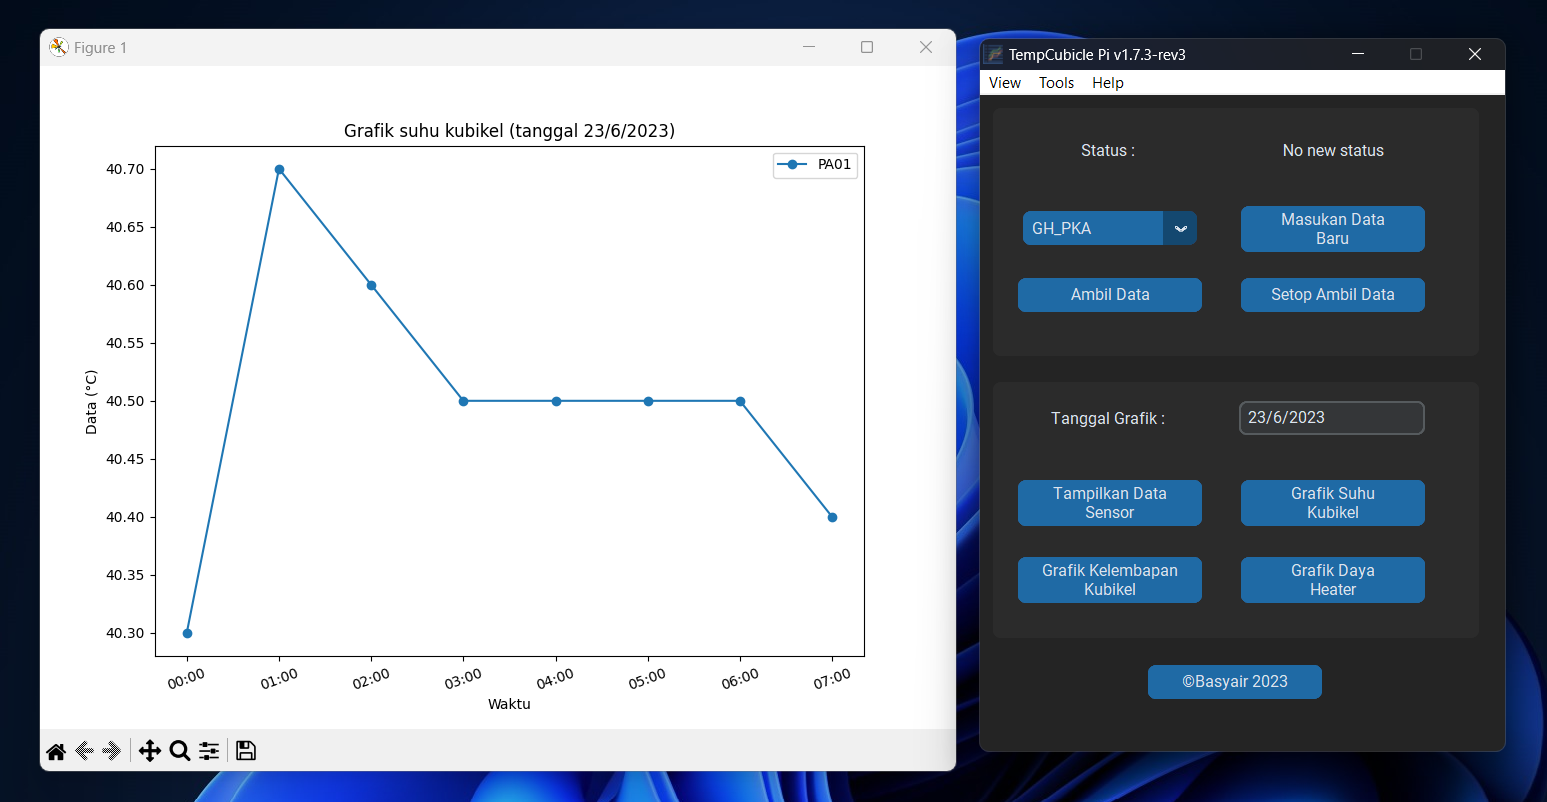 Figure 1
Grafik suhu kubikel (tanggal 23/6/2023)
PA01
40.70
40.65
40.60
40.55
40.50
40.45
40.40
40.35
40.30
Data (°C)
00:00 01:00 02:00 03:00 04:00 05:00 06:00 07:00
Waktu
TempCubicle Pi v1.7.3-rev3
View Tools Help
Status : No new status
GH_PKA
Masukan Data
Baru
Ambil Data
Setop Ambil Data
Tanggal Grafik : 23/6/2023
Tampilkan Data
Sensor
Grafik Suhu
Kubikel
Grafik Kelembapan
Kubikel
Grafik Daya
Heater
©Basyair 2023